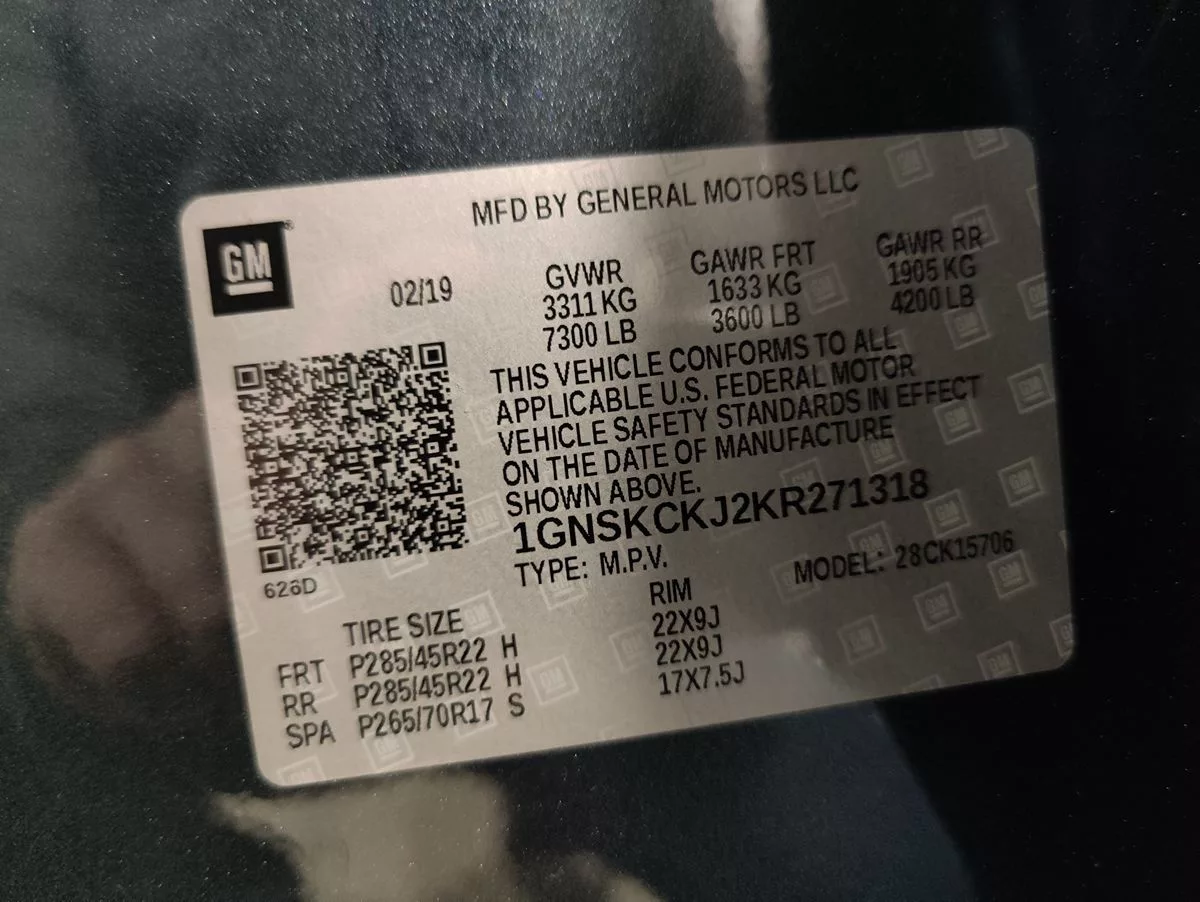 MFD BY GENERAL MOTORS LLC
GM
02/19
GVWR GAWR FRT GAWR RR
3311 KG 1633 KG 1905 KG
7300 LB 3600 LB 4200 LB
THIS VEHICLE CONFORMS TO ALL
APPLICABLE U.S. FEDERAL MOTOR
VEHICLE SAFETY STANDARDS IN EFFECT
ON THE DATE OF MANUFACTURE
SHOWN ABOVE.
1GNSKCKJ2KR271318
TYPE: M.P.V. MODEL: 28CK15706
626D
TIRE SIZE RIM
FRT P285/45R22 H 22X9J
RR P285/45R22 H 22X9J
SPA P265/70R17 S 17X7.5J